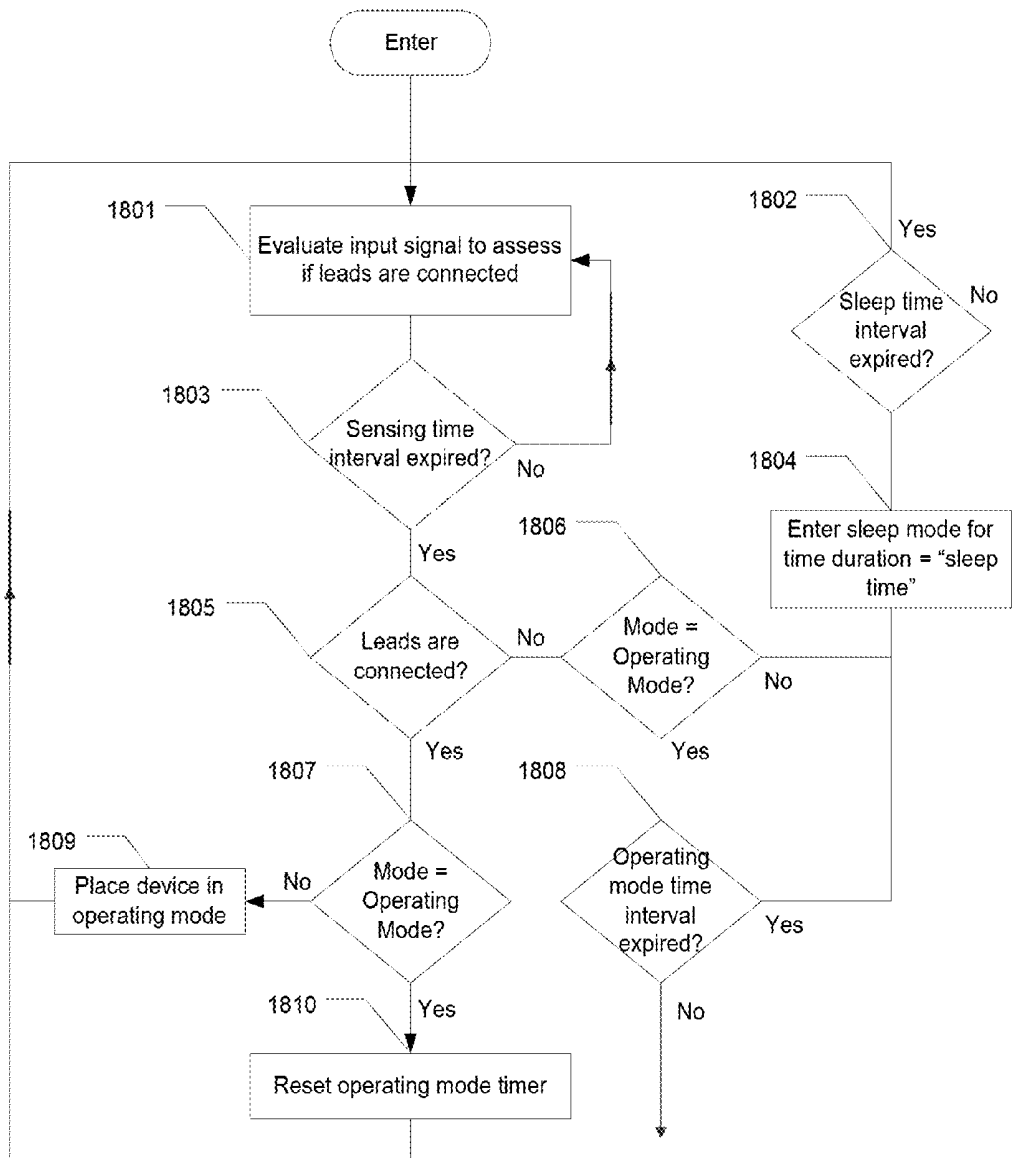 Enter
1801
Evaluate input signal to assess
if leads are connected
1802
Yes
No
Sleep time
interval
expired?
1803
Sensing time
interval expired?
No
Yes
1804
Enter sleep mode for
time duration = “sleep
time”
1805
Leads are
connected?
No
Yes
1806
Mode =
Operating
Mode?
No
Yes
1807
Mode =
Operating
Mode?
No
Yes
1808
Operating
mode time
interval
expired?
Yes
No
1809
Place device in
operating mode
1810
Reset operating mode timer